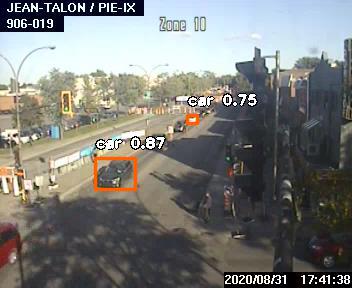 JEAN-TALON / PIE-IX
906-019
Zone 10
car 0.75
car 0.87
2020/08/31 17:41:38